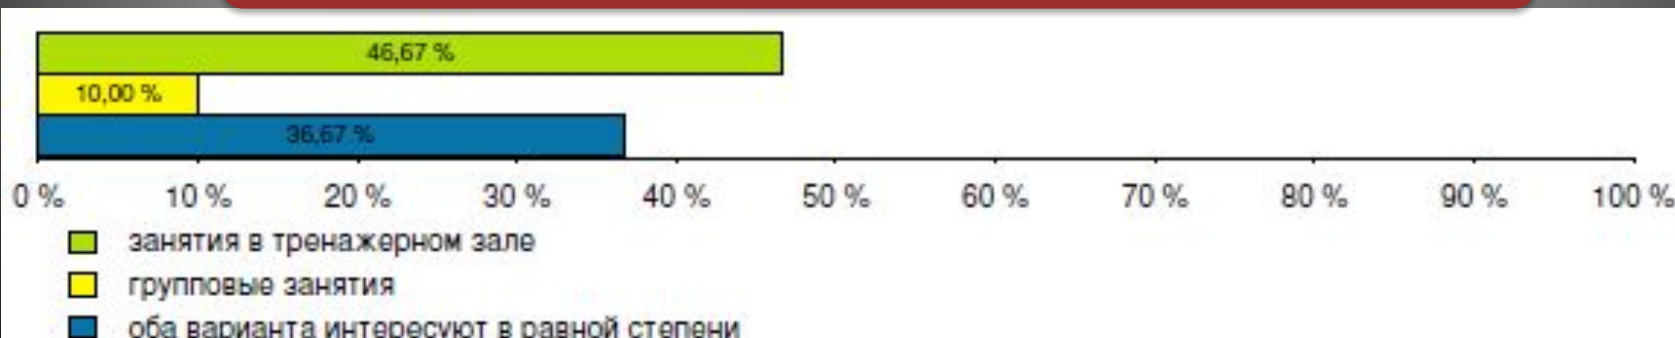 46,67 %
10,00 %
36,67 %
0 % 10 % 20 % 30 % 40 % 50 % 60 % 70 % 80 % 90 % 100 %
занятия в тренажерном зале
групповые занятия
оба варианта интересуют в равной степени